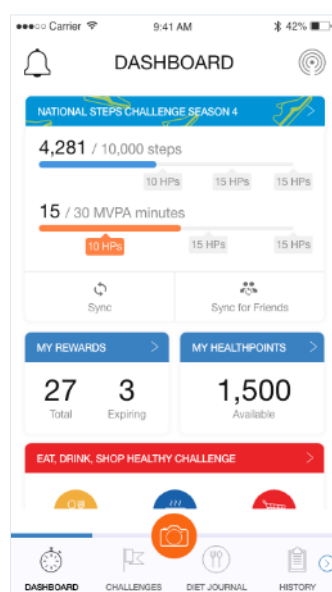 Carrier 9:41 AM 42%
DASHBOARD
NATIONAL STEPS CHALLENGE SEASON 4
4,281 / 10,000 steps
10 HPs 15 HPs 15 HPs
15 / 30 MVPA minutes
10 HPs 15 HPs 15 HPs
Sync Sync for Friends
MY REWARDS MY HEALTHPOINTS
27 3 1,500
Total Expiring Available
EAT, DRINK, SHOP HEALTHY CHALLENGE
DASHBOARD CHALLENGES DIET JOURNAL HISTORY